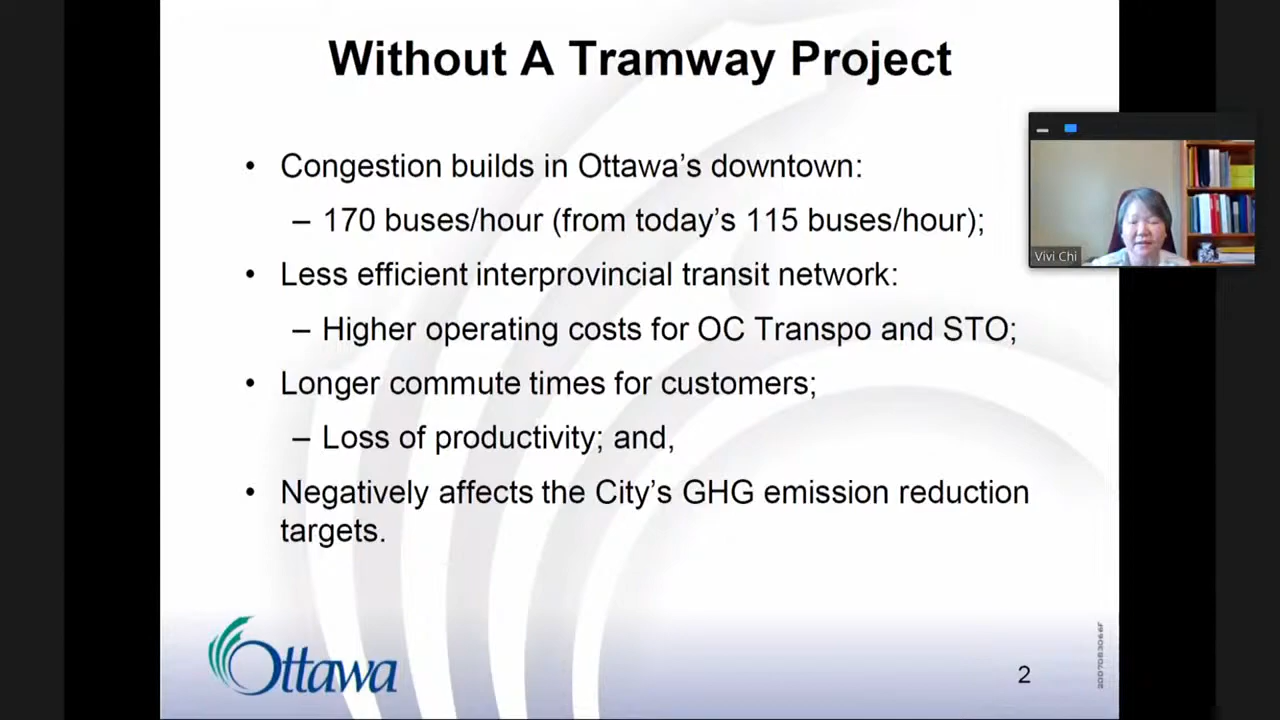 Without A Tramway Project
• Congestion builds in Ottawa's downtown:
– 170 buses/hour (from today's 115 buses/hour);
• Less efficient interprovincial transit network:
– Higher operating costs for OC Transpo and STO;
• Longer commute times for customers;
– Loss of productivity; and,
• Negatively affects the City's GHG emission reduction
targets.
Vivi Chi
Ottawa
2
2007083066F